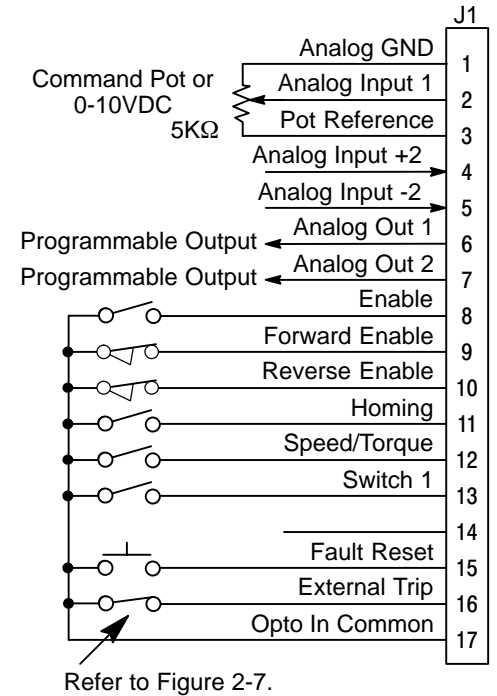 J1
Analog GND 1
Command Pot or
0-10VDC
5KΩ
Analog Input 1 2
Pot Reference 3
Analog Input +2 4
Analog Input -2 5
Programmable Output Analog Out 1 6
Programmable Output Analog Out 2 7
Enable 8
Forward Enable 9
Reverse Enable 10
Homing 11
Speed/Torque 12
Switch 1 13
14
Fault Reset 15
External Trip 16
Opto In Common 17
Refer to Figure 2-7.